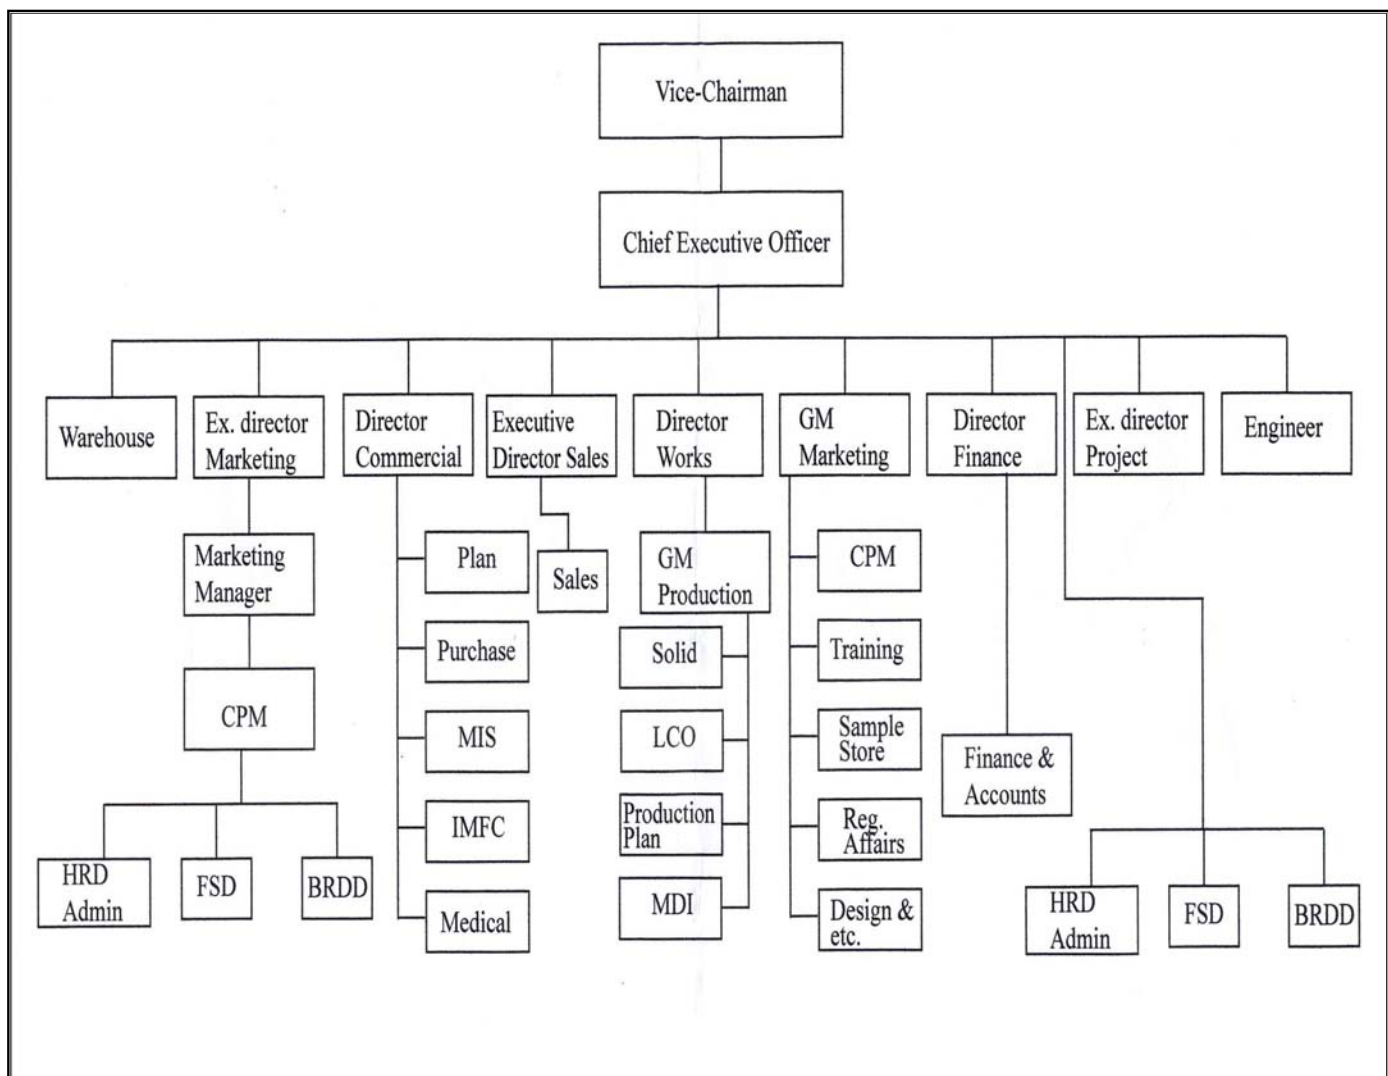 Vice-Chairman
Chief Executive Officer
Warehouse
Ex. director
Marketing
Director
Commercial
Executive
Director Sales
Director
Works
GM
Marketing
Director
Finance
Ex. director
Project
Engineer
Marketing
Manager
CPM
HRD
Admin
FSD
BRDD
Plan
Purchase
MIS
IMFC
Medical
Sales
GM
Production
Solid
LCO
Production
Plan
MDI
CPM
Training
Sample
Store
Reg.
Affairs
Design &
etc.
Finance &
Accounts
HRD
Admin
FSD
BRDD